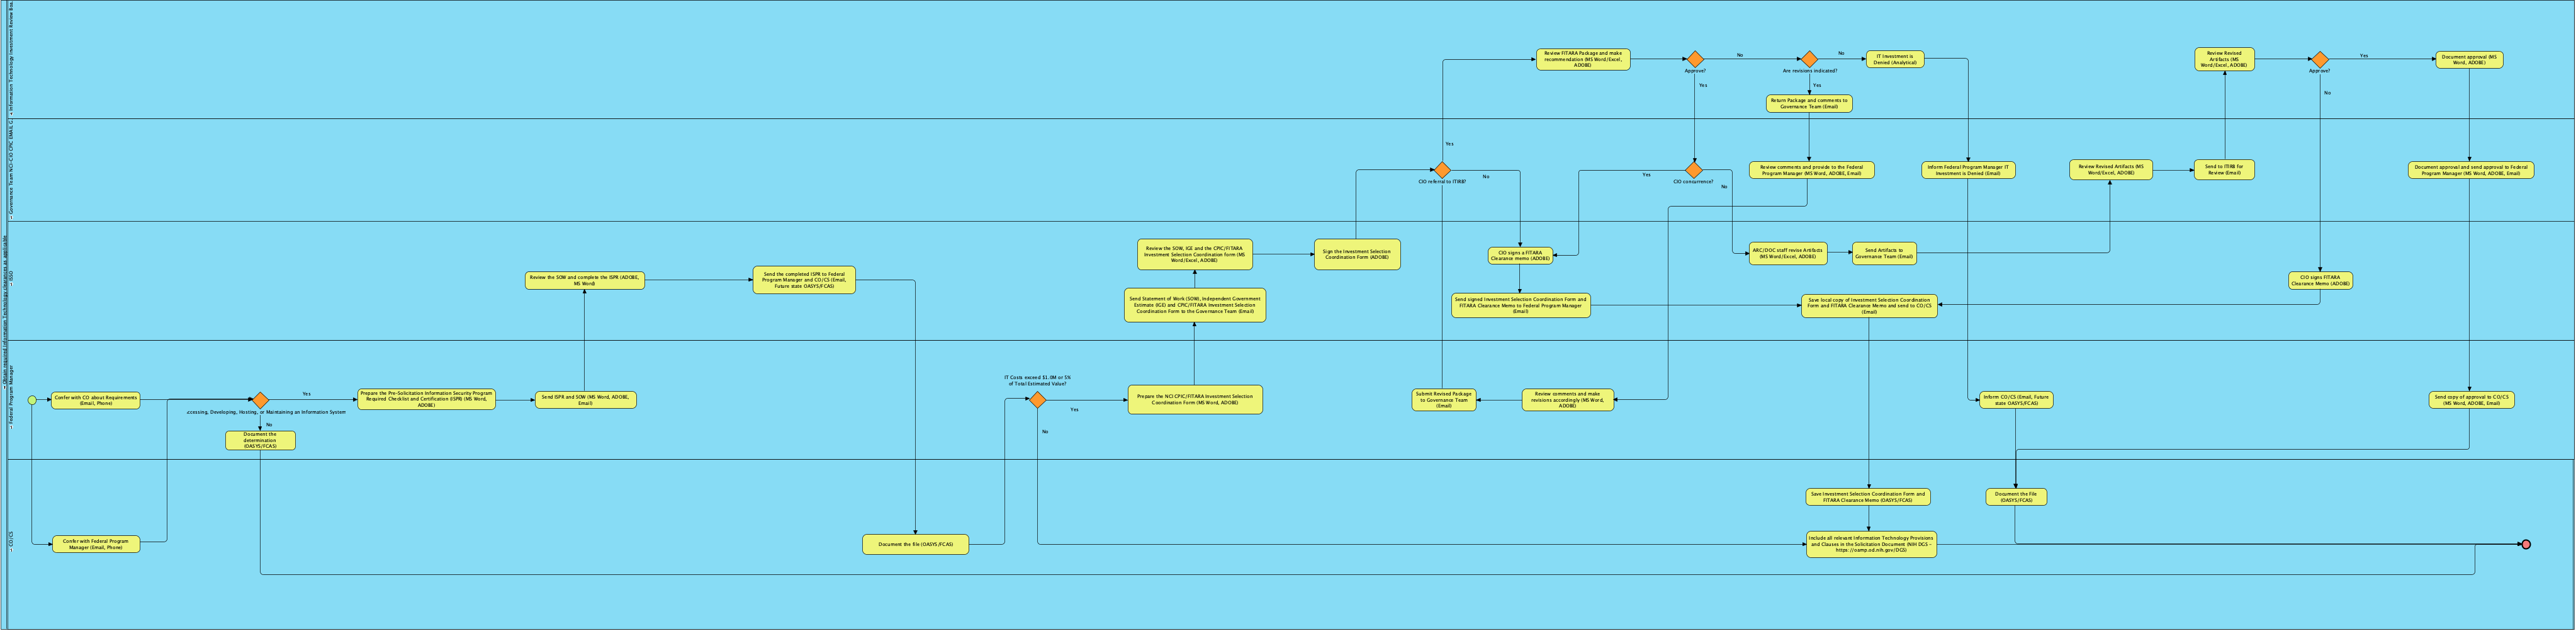 Obtain required Information Technology clearances as applicable
Information Technology Investment Review Boa
Review FITARA Package and make
recommendation (MS Word/Excel,
ADOBE)
Approve?
No
Yes
Are revisions indicated?
No
Yes
IT Investment is
Denied (Analytical)
Return Package and comments to
Governance Team (Email)
Review Revised
Artifacts (MS
Word/Excel, ADOBE)
Approve?
Yes
No
Document approval (MS
Word, ADOBE)
Governance Team NCI-CIO CPIC EMAIL G
Yes
CIO referral to ITIRB?
No
Yes
CIO concurrence?
No
Review comments and provide to the Federal
Program Manager (MS Word, ADOBE, Email)
Inform Federal Program Manager IT
Investment is Denied (Email)
Review Revised Artifacts (MS
Word/Excel, ADOBE)
Send to ITIRB for
Review (Email)
Document approval and send approval to Federal
Program Manager (MS Word, ADOBE, Email
ISSO
Review the SOW and complete the ISPR (ADOBE,
MS Word)
Send the completed ISPR to Federal
Program Manager and CO/CS (Email,
Future state OASYS/FCAS)
Review the SOW, IGE and the CPIC/FITARA
Investment Selection Coordination form (MS
Word/Excel, ADOBE)
Send Statement of Work (SOW), Independent Government
Estimate (IGE) and CPIC/FITARA Investment Selection
Coordination Form to the Governance Team (Email)
Sign the Investment Selection
Coordination Form (ADOBE)
CIO signs a FITARA
Clearance memo (ADOBE)
Send signed Investment Selection Coordination Form and
FITARA Clearance Memo to Federal Program Manager
(Email)
ARC/DOC staff revise Artifacts
(MS Word/Excel, ADOBE)
Send Artifacts to
Governance Team (Email)
Save local copy of Investment Selection Coordination
Form and FITARA Clearance Memo and send to CO/CS
(Email)
CIO signs FITARA
Clearance Memo (ADOBE)
Federal Program Manager
Confer with CO about Requirements
(Email, Phone)
.ccessing, Developing, Hosting, or Maintaining an Information System
Yes
No
Document the
determination
(OASYS/FCAS)
Prepare the Pre-Solicitation Information Security Program
Required Checklist and Certification (ISPR) (MS Word,
ADOBE)
Send ISPR and SOW (MS Word, ADOBE,
Email)
IT Costs exceed $1.0M or 5%
of Total Estimated Value?
Yes
No
Prepare the NCI CPIC/FITARA Investment Selection
Coordination Form (MS Word, ADOBE)
Submit Revised Package
to Governance Team
(Email)
Review comments and make
revisions accordingly (MS Word,
ADOBE)
Inform CO/CS (Email, Future
state OASYS/FCAS)
Send copy of approval to CO/CS
(MS Word, ADOBE, Email)
CO/CS
Confer with Federal Program
Manager (Email, Phone)
Document the file (OASYS/FCAS)
Save Investment Selection Coordination Form and
FITARA Clearance Memo (OASYS/FCAS)
Include all relevant Information Technology Provisions
and Clauses in the Solicitation Document (NIH DGS -
https://oamp.od.nih.gov/DGS)
Document the File
(OASYS/FCAS)